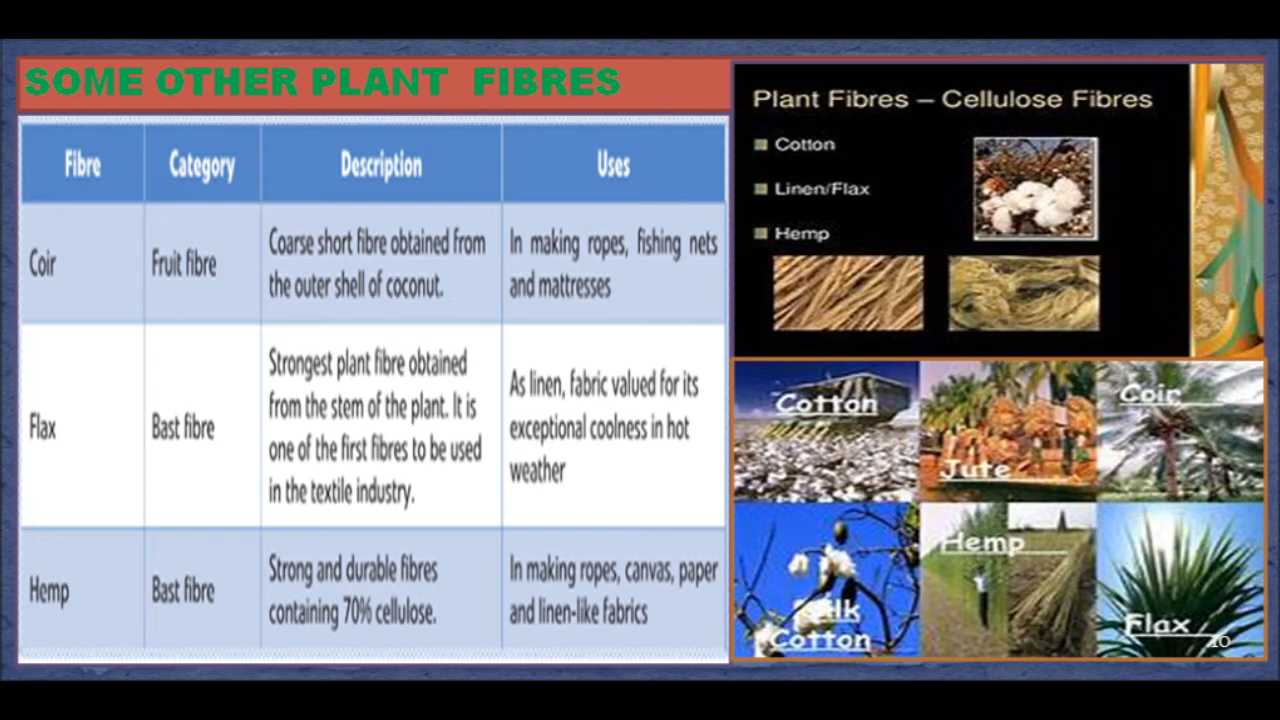 SOME OTHER PLANT FIBRES
Fibre Category Description Uses
Coir
Fruit fibre
Coarse short fibre obtained from
the outer shell of coconut.
In making ropes, fishing nets
and mattresses
Flax
Bast fibre
Strongest plant fibre obtained
from the stem of the plant. It is
one of the first fibres to be used
in the textile industry.
As linen, fabric valued for its
exceptional coolness in hot
weather
Hemp
Bast fibre
Strong and durable fibres
containing 70% cellulose.
In making ropes, canvas, paper
and linen-like fabrics
Plant Fibres – Cellulose Fibres
Cotton
Linen/Flax
Hemp
Cotton
Jute
Coir
Silk
Cotton
Hemp
Flax
10